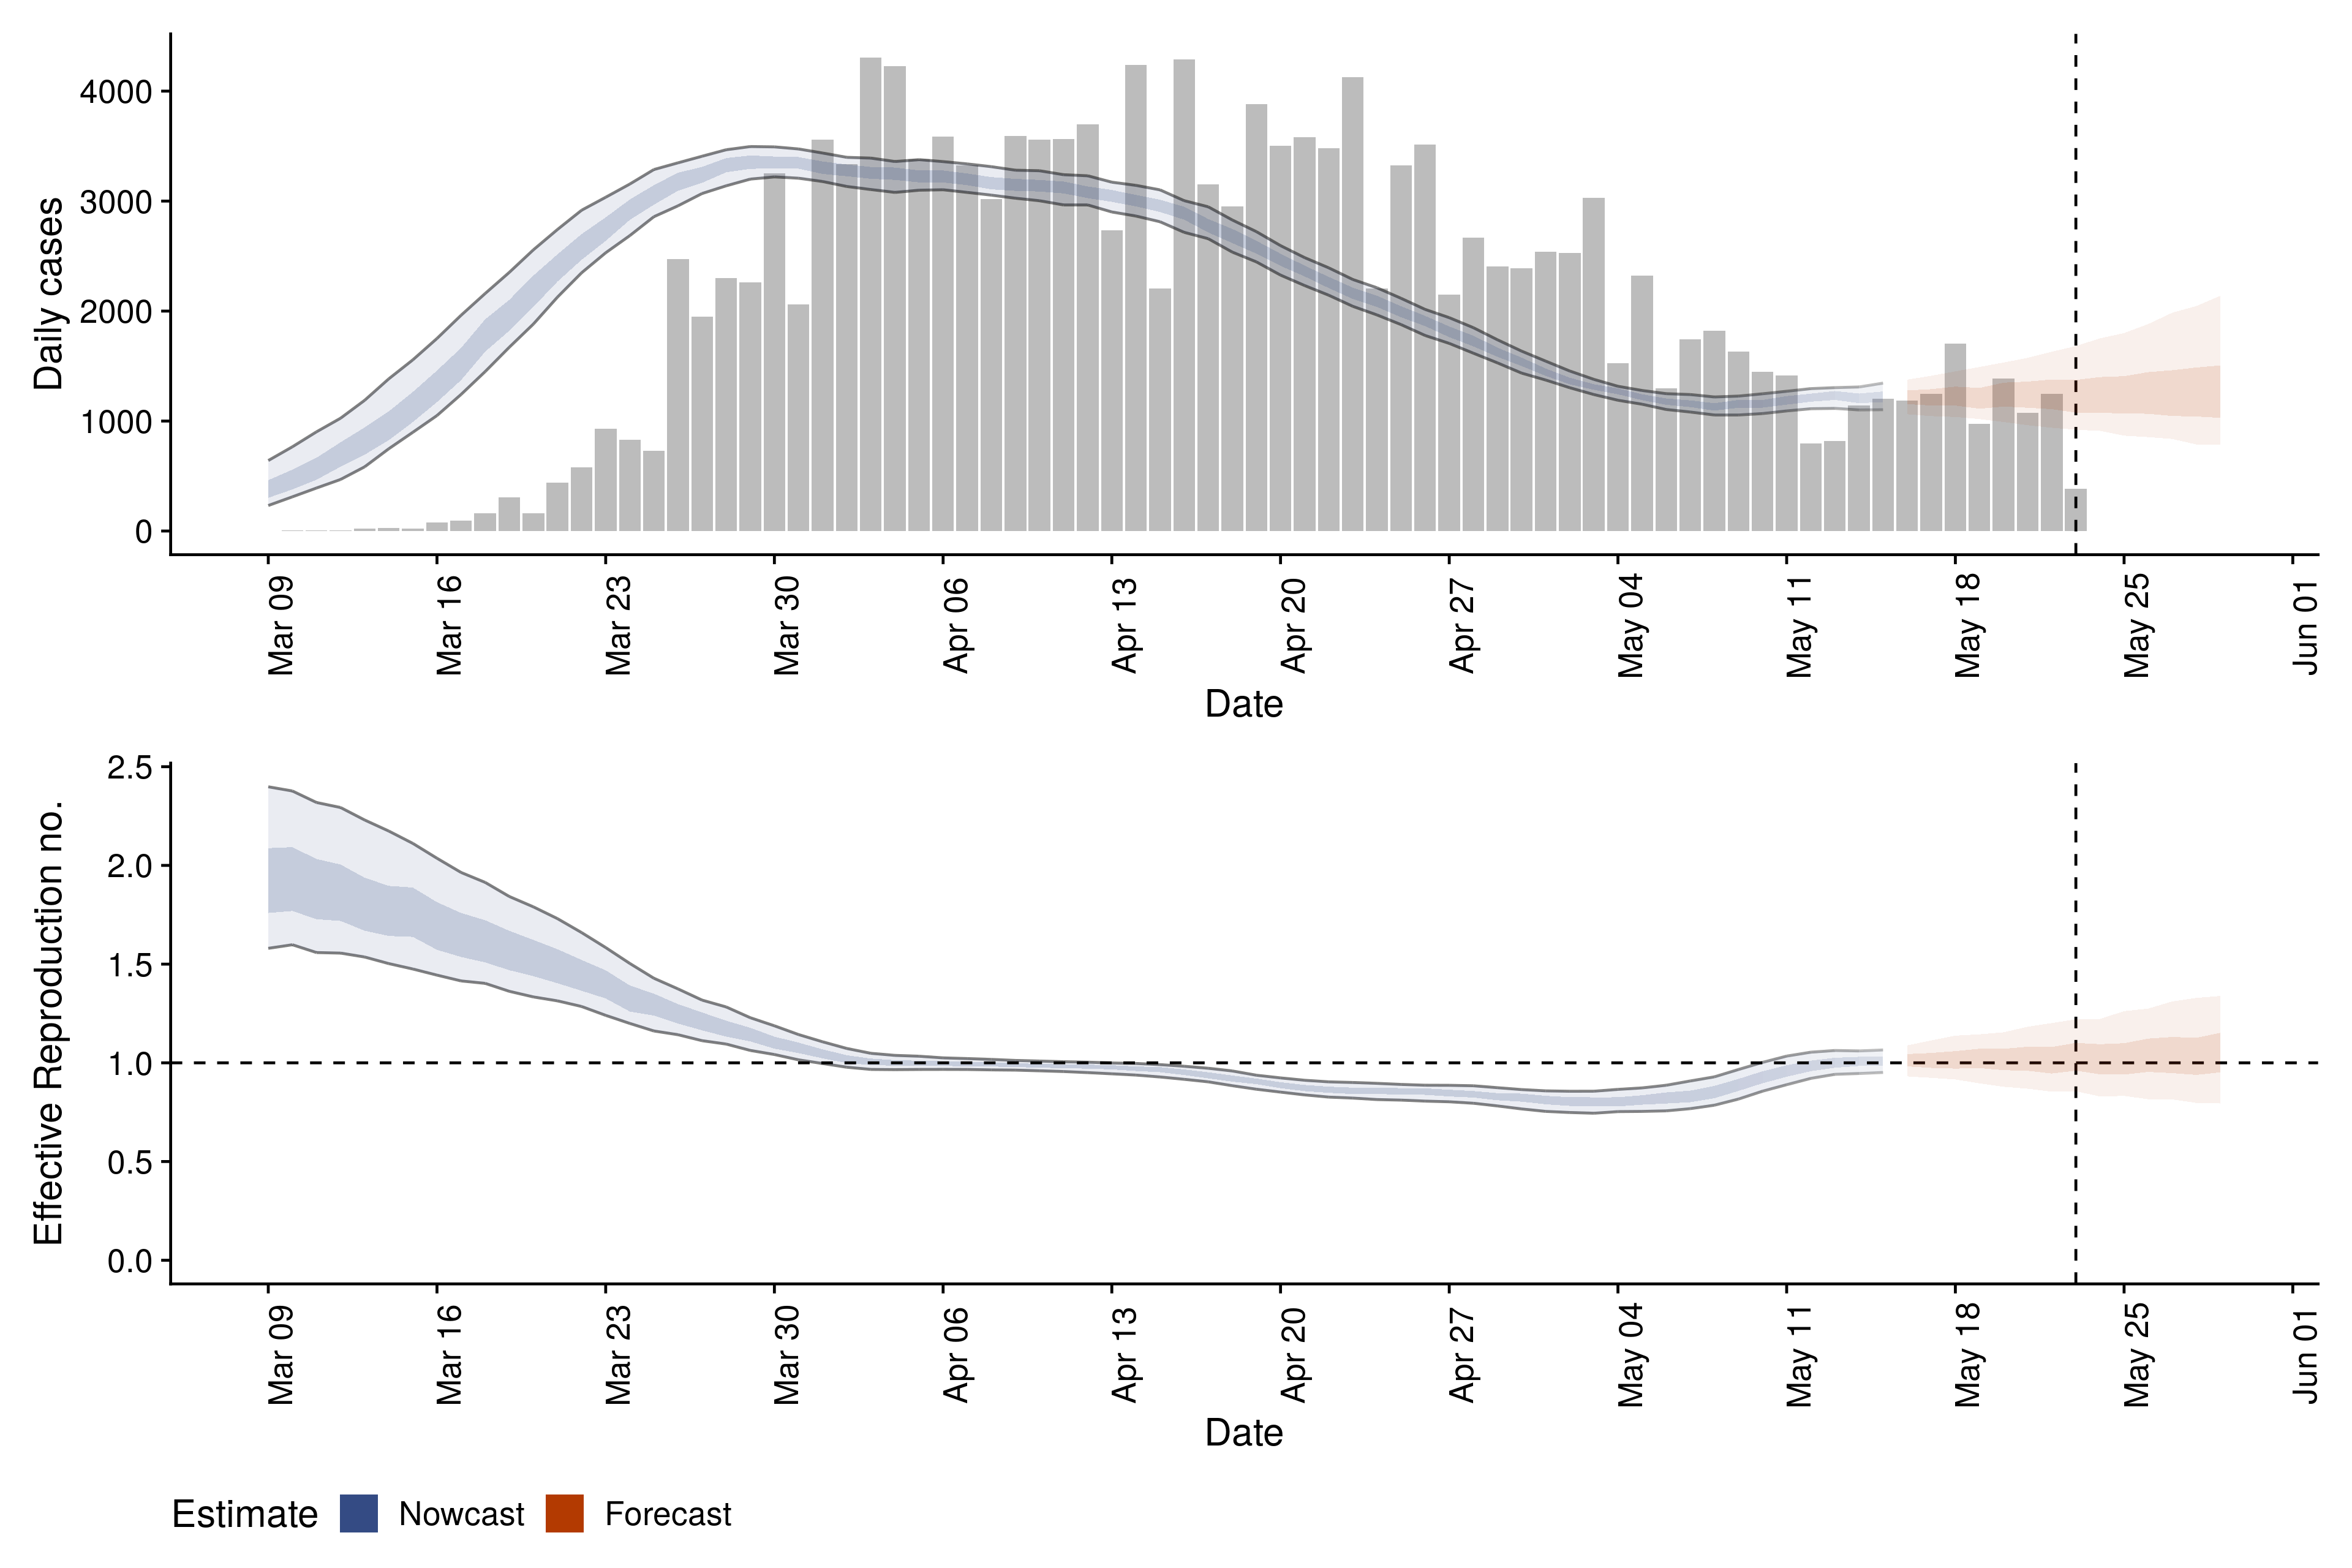 Daily cases
4000
3000
2000
1000
0
Mar 09 Mar 16 Mar 23 Mar 30 Apr 06 Apr 13 Apr 20 Apr 27 May 04 May 11 May 18 May 25 Jun 01
Date
Effective Reproduction no.
2.5
2.0
1.5
1.0
0.5
0.0
Mar 09 Mar 16 Mar 23 Mar 30 Apr 06 Apr 13 Apr 20 Apr 27 May 04 May 11 May 18 May 25 Jun 01
Date
Estimate Nowcast Forecast